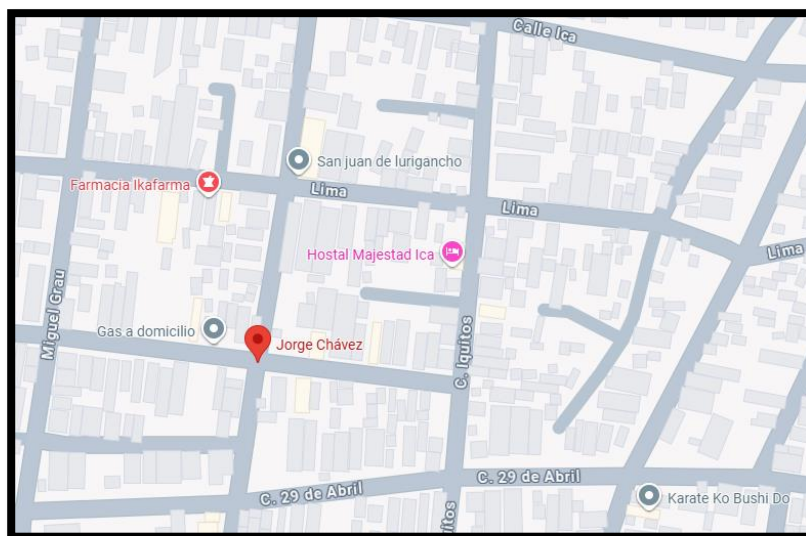 Calle Ica
San juan de lurigancho
Farmacia Ikafarma
Lima
Lima
Lima
Hostal Majestad Ica
Miguel Grau
Gas a domicilio
Jorge Chávez
C. Iquitos
C. 29 de Abril
C. 29 de Abril
Karate Ko Bushi Do
itos